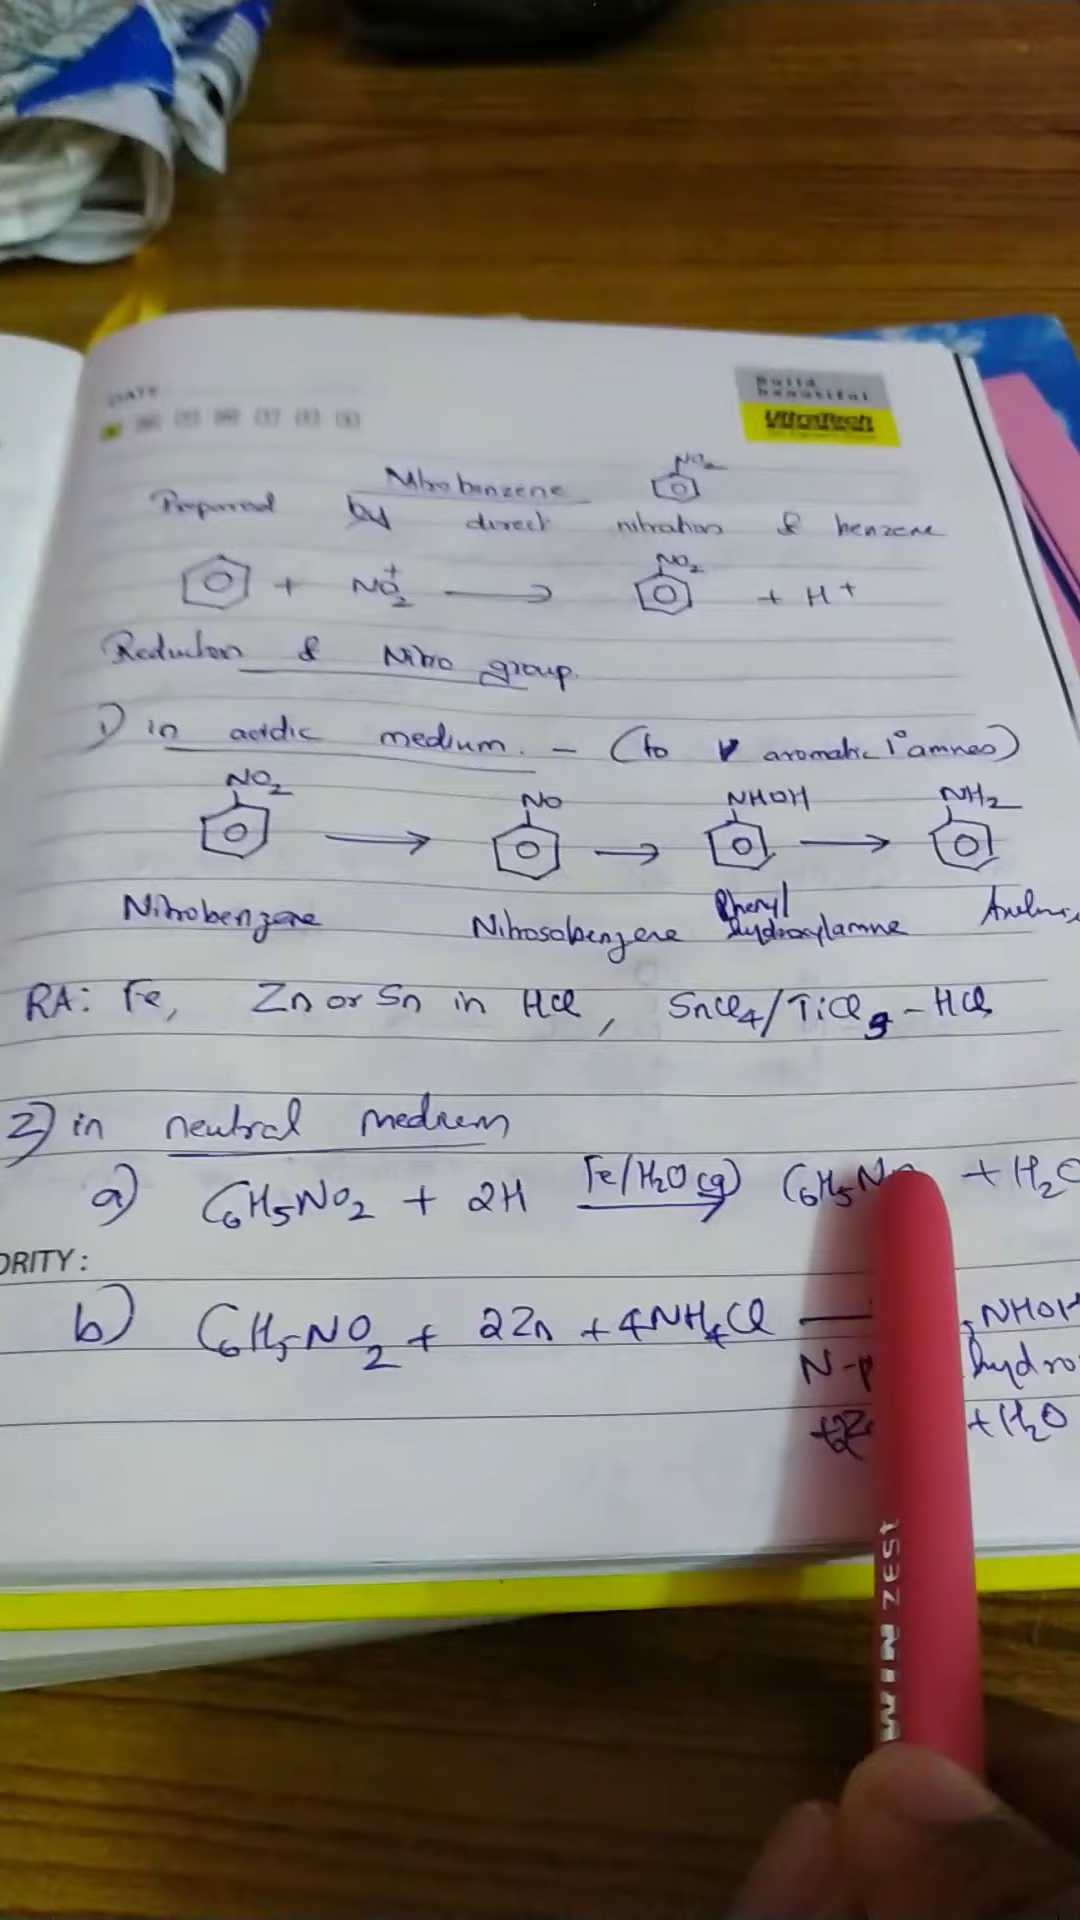 DATE
Build beautiful
UltraTech
Nitrobenzene NO2
Prepared by direct nitration of benzene
+ NO2+ → NO2 + H+
Reduction of Nitro group.
1) in acidic medium. – (to aromatic 1° amines)
NO2 → NO → NHOH → NH2
Nitrobenzene Nitrosobenzene Phenyl hydroxylamine
RA: Fe, Zn or Sn in HCl, SnCl4/TiCl3 – HCl
2) in neutral medium
a) C6H5NO2 + 2H Fe/H2O(g) → C6H5N + H2O
ORITY:
b) C6H5NO2 + 2Zn + 4NH4Cl — NHOH
N-p hydro
+2Z + H2O
WIN ZEST